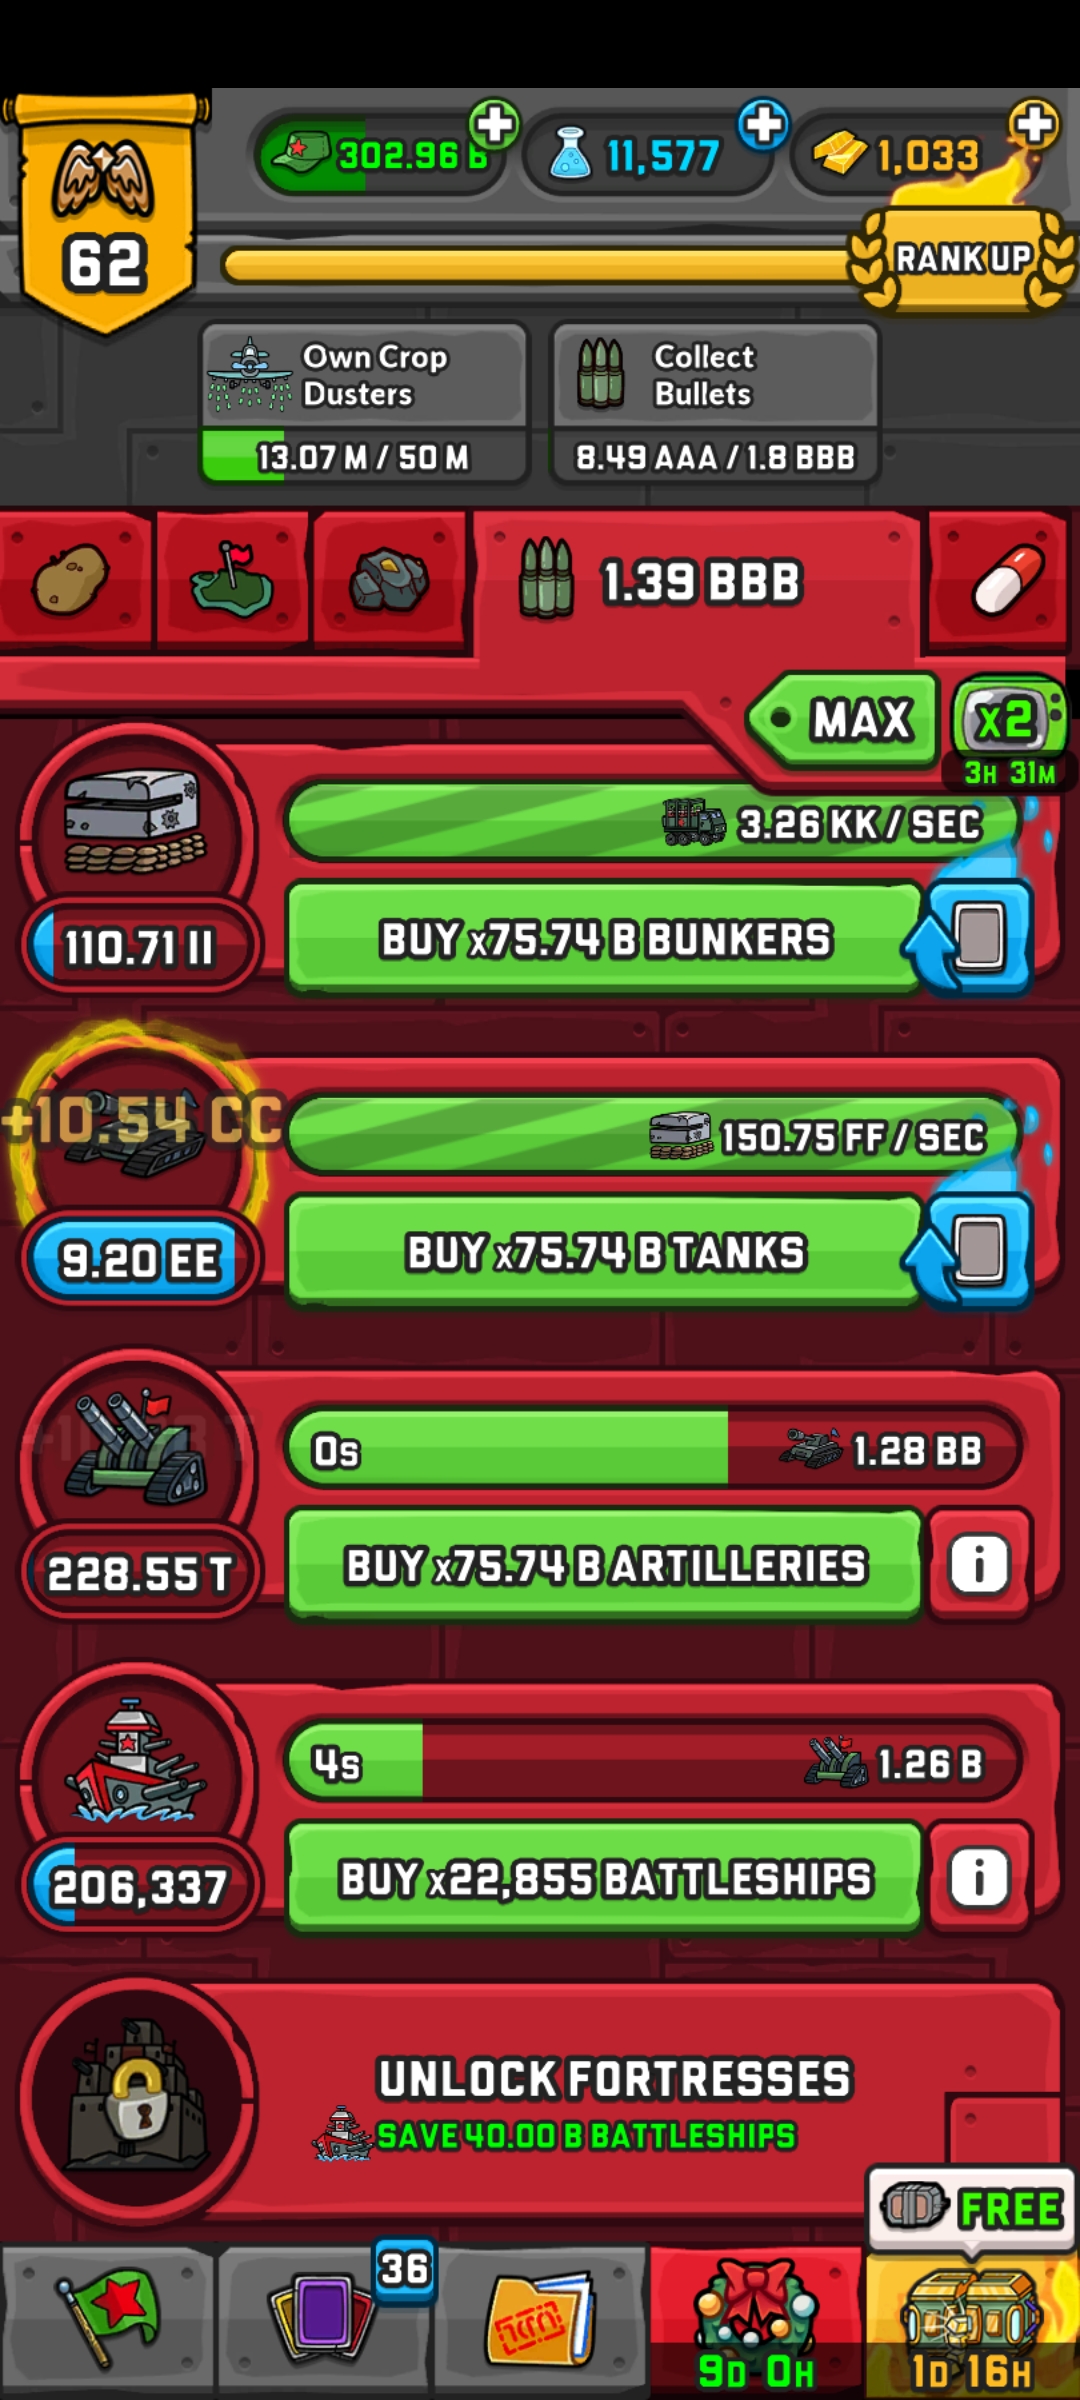 302.96 B
11,577
1,033
62
RANK UP
Own Crop
Dusters
13.07 M / 50 M
Collect
Bullets
8.49 AAA / 1.8 BBB
1.39 BBB
MAX
x2
3H 31M
3.26 KK / SEC
110.71 II
BUY x75.74 B BUNKERS
+10.54 CC
150.75 FF / SEC
9.20 EE
BUY x75.74 B TANKS
0s
1.28 BB
228.55 T
BUY x75.74 B ARTILLERIES
4s
1.26 B
206,337
BUY x22,855 BATTLESHIPS
UNLOCK FORTRESSES
SAVE 40.00 B BATTLESHIPS
FREE
36
9D 0H
1D 16H